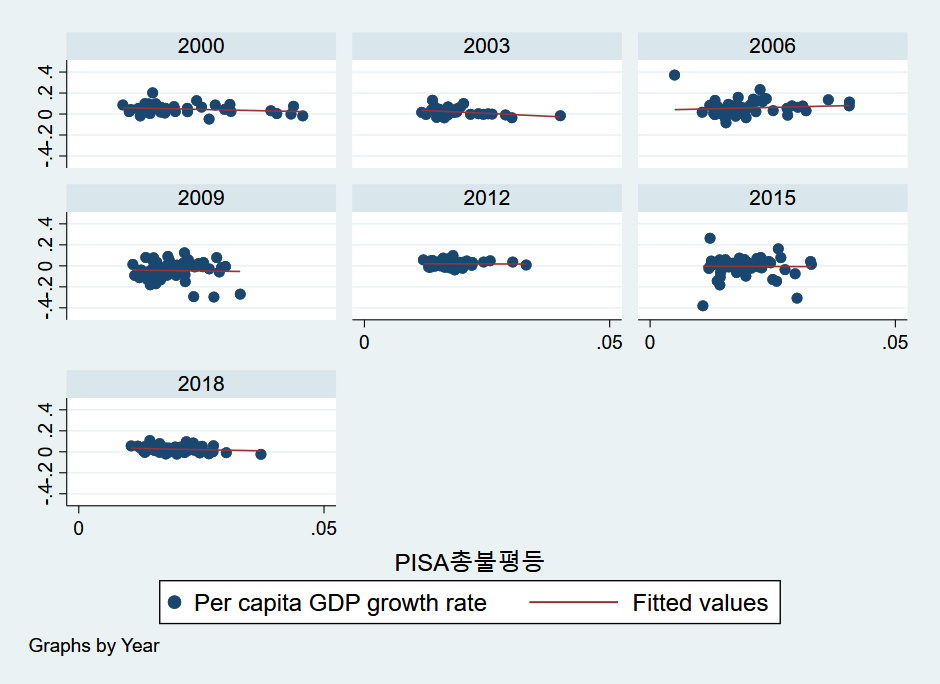 2000 2003 2006
-.4 -.2 0 .2 .4
2009 2012 2015
-.4 -.2 0 .2 .4
0 .05 0 .05
2018
-.4 -.2 0 .2 .4
0 .05
PISA총불평등
Per capita GDP growth rate Fitted values
Graphs by Year